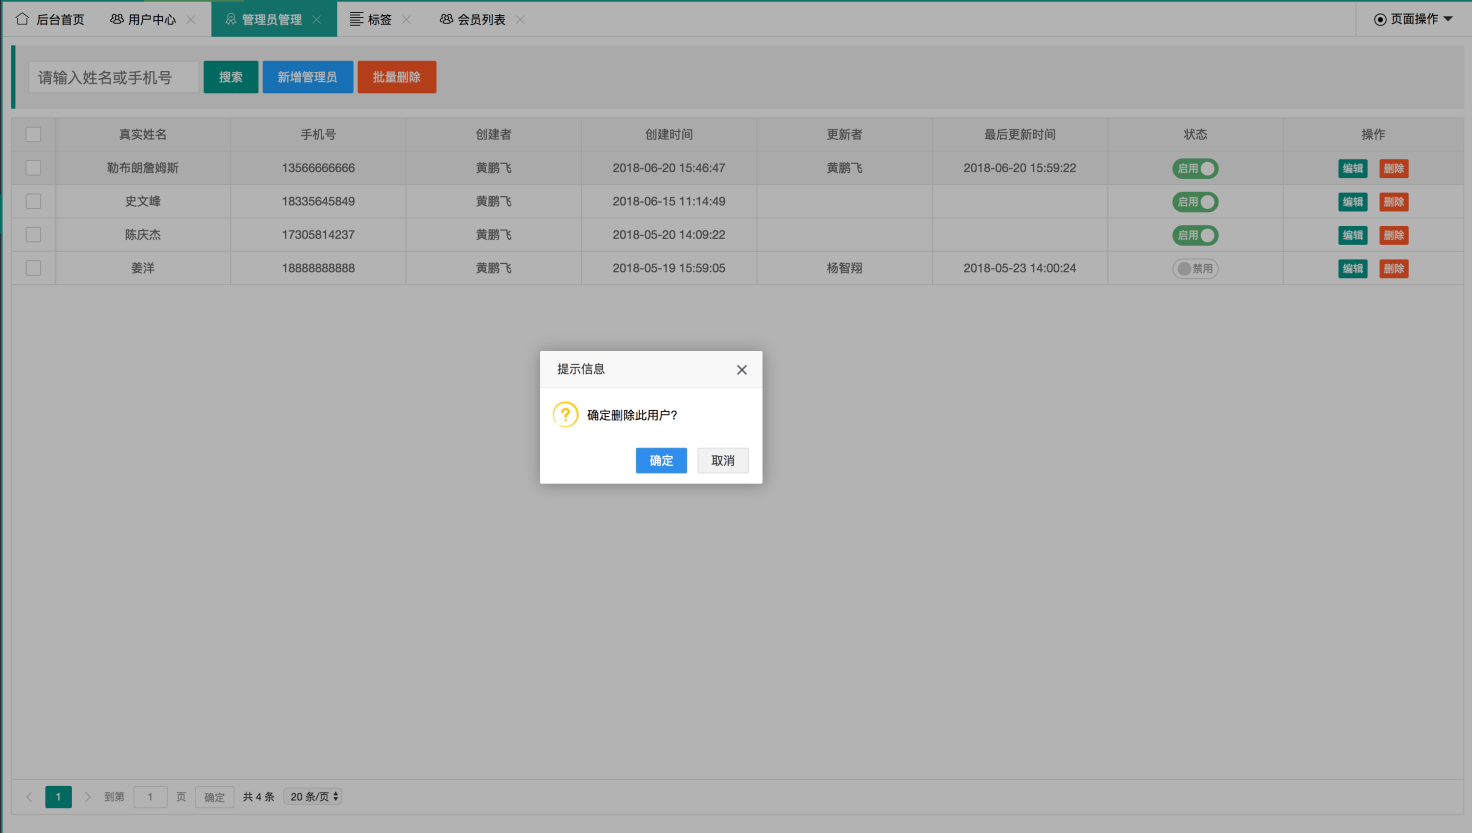 后台首页 用户中心 管理员管理 标签 会员列表 页面操作
请输入姓名或手机号 搜索 新增管理员 批量删除
真实姓名 手机号 创建者 创建时间 更新者 最后更新时间 状态 操作
勒布朗詹姆斯 13566666666 黄鹏飞 2018-06-20 15:46:47 黄鹏飞 2018-06-20 15:59:22 启用 编辑 删除
史文峰 18335645849 黄鹏飞 2018-06-15 11:14:49 启用 编辑 删除
陈庆杰 17305814237 黄鹏飞 2018-05-20 14:09:22 启用 编辑 删除
姜洋 18888888888 黄鹏飞 2018-05-19 15:59:05 杨智翔 2018-05-23 14:00:24 禁用 编辑 删除
提示信息
确定删除此用户?
确定 取消
1 到第 1 页 确定 共 4 条 20 条/页